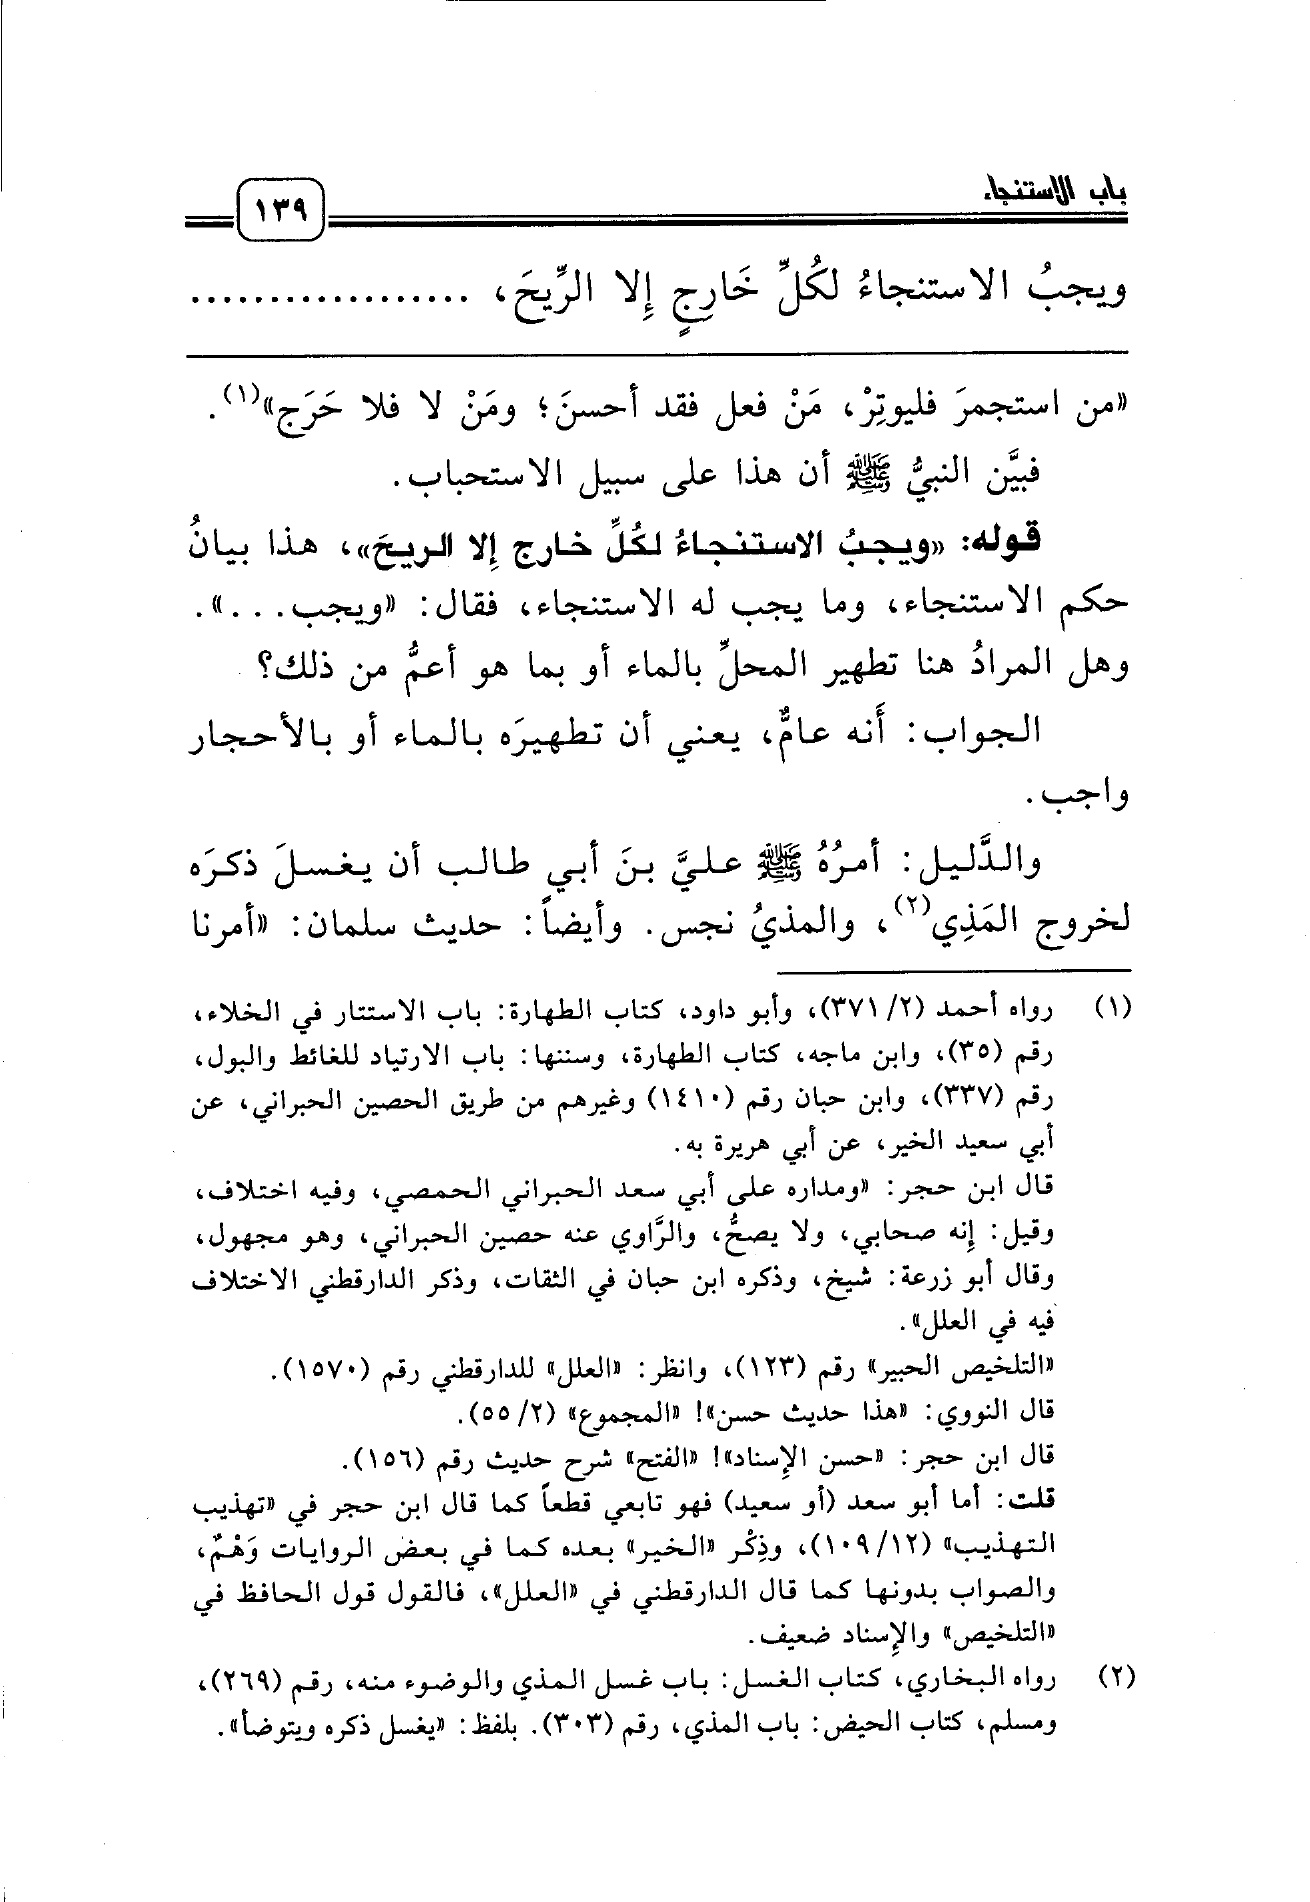 باب الاستنجاء
١٣٩
ويجبُ الاستنجاءُ لكُلِّ خَارِجٍ إِلا الرِّيحَ، ..................
«من استجمرَ فليوتِرْ، مَنْ فعل فقد أحسنَ؛ ومَنْ لا فلا حَرَج»(١).
فبيَّن النبيُّ ﷺ أن هذا على سبيل الاستحباب.
قوله: «ويجبُ الاستنجاءُ لكُلِّ خارج إلا الريحَ»، هذا بيانُ
حكم الاستنجاء، وما يجب له الاستنجاء، فقال: «ويجب...».
وهل المرادُ هنا تطهير المحلِّ بالماء أو بما هو أعمُّ من ذلك؟
الجواب: أَنه عامٌّ، يعني أن تطهيرَه بالماء أو بالأحجار
واجب.
والدَّليل: أمرُهُ ﷺ عليَّ بنَ أبي طالب أن يغسلَ ذكرَه
لخروج المَذِي(٢)، والمذيُ نجس. وأيضاً: حديث سلمان: «أمرنا
(١) رواه أحمد (٢/ ٣٧١)، وأبو داود، كتاب الطهارة: باب الاستتار في الخلاء،
رقم (٣٥)، وابن ماجه، كتاب الطهارة، وسننها: باب الارتياد للغائط والبول،
رقم (٣٣٧)، وابن حبان رقم (١٤١٠) وغيرهم من طريق الحصين الحبراني، عن
أبي سعيد الخير، عن أبي هريرة به.
قال ابن حجر: «ومداره على أبي سعد الحبراني الحمصي، وفيه اختلاف،
وقيل: إِنه صحابي، ولا يصحُّ، والرَّاوي عنه حصين الحبراني، وهو مجهول،
وقال أبو زرعة: شيخ، وذكره ابن حبان في الثقات، وذكر الدارقطني الاختلاف
فيه في العلل».
«التلخيص الحبير» رقم (١٢٣)، وانظر: «العلل» للدارقطني رقم (١٥٧٠).
قال النووي: «هذا حديث حسن»! «المجموع» (٢/ ٥٥).
قال ابن حجر: «حسن الإِسناد»! «الفتح» شرح حديث رقم (١٥٦).
قلت: أما أبو سعد (أو سعيد) فهو تابعي قطعاً كما قال ابن حجر في «تهذيب
التهذيب» (١٢/ ١٠٩)، وذِكْر «الخير» بعده كما في بعض الروايات وَهْمٌ،
والصواب بدونها كما قال الدارقطني في «العلل»، فالقول قول الحافظ في
«التلخيص» والإِسناد ضعيف.
(٢) رواه البخاري، كتاب الغسل: باب غسل المذي والوضوء منه، رقم (٢٦٩)،
ومسلم، كتاب الحيض: باب المذي، رقم (٣٠٣). بلفظ: «يغسل ذكره ويتوضأ».